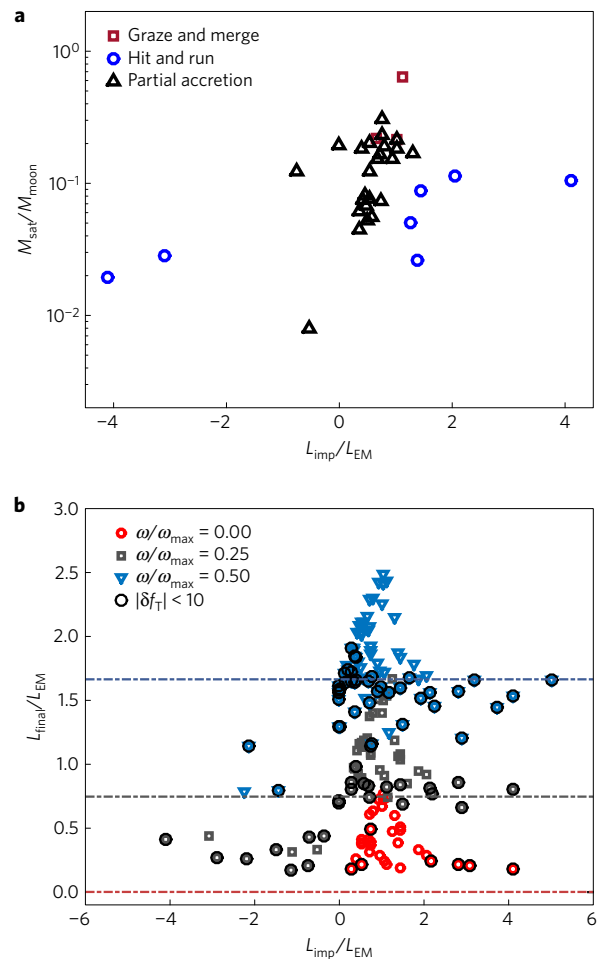 a
Graze and merge
Hit and run
Partial accretion
10⁰
10⁻¹
10⁻²
M_sat/M_moon
−4 −2 0 2 4
L_imp/L_EM
b
ω/ω_max = 0.00
ω/ω_max = 0.25
ω/ω_max = 0.50
|δf_T| < 10
3.0
2.5
2.0
1.5
1.0
0.5
0.0
L_final/L_EM
−6 −4 −2 0 2 4 6
L_imp/L_EM